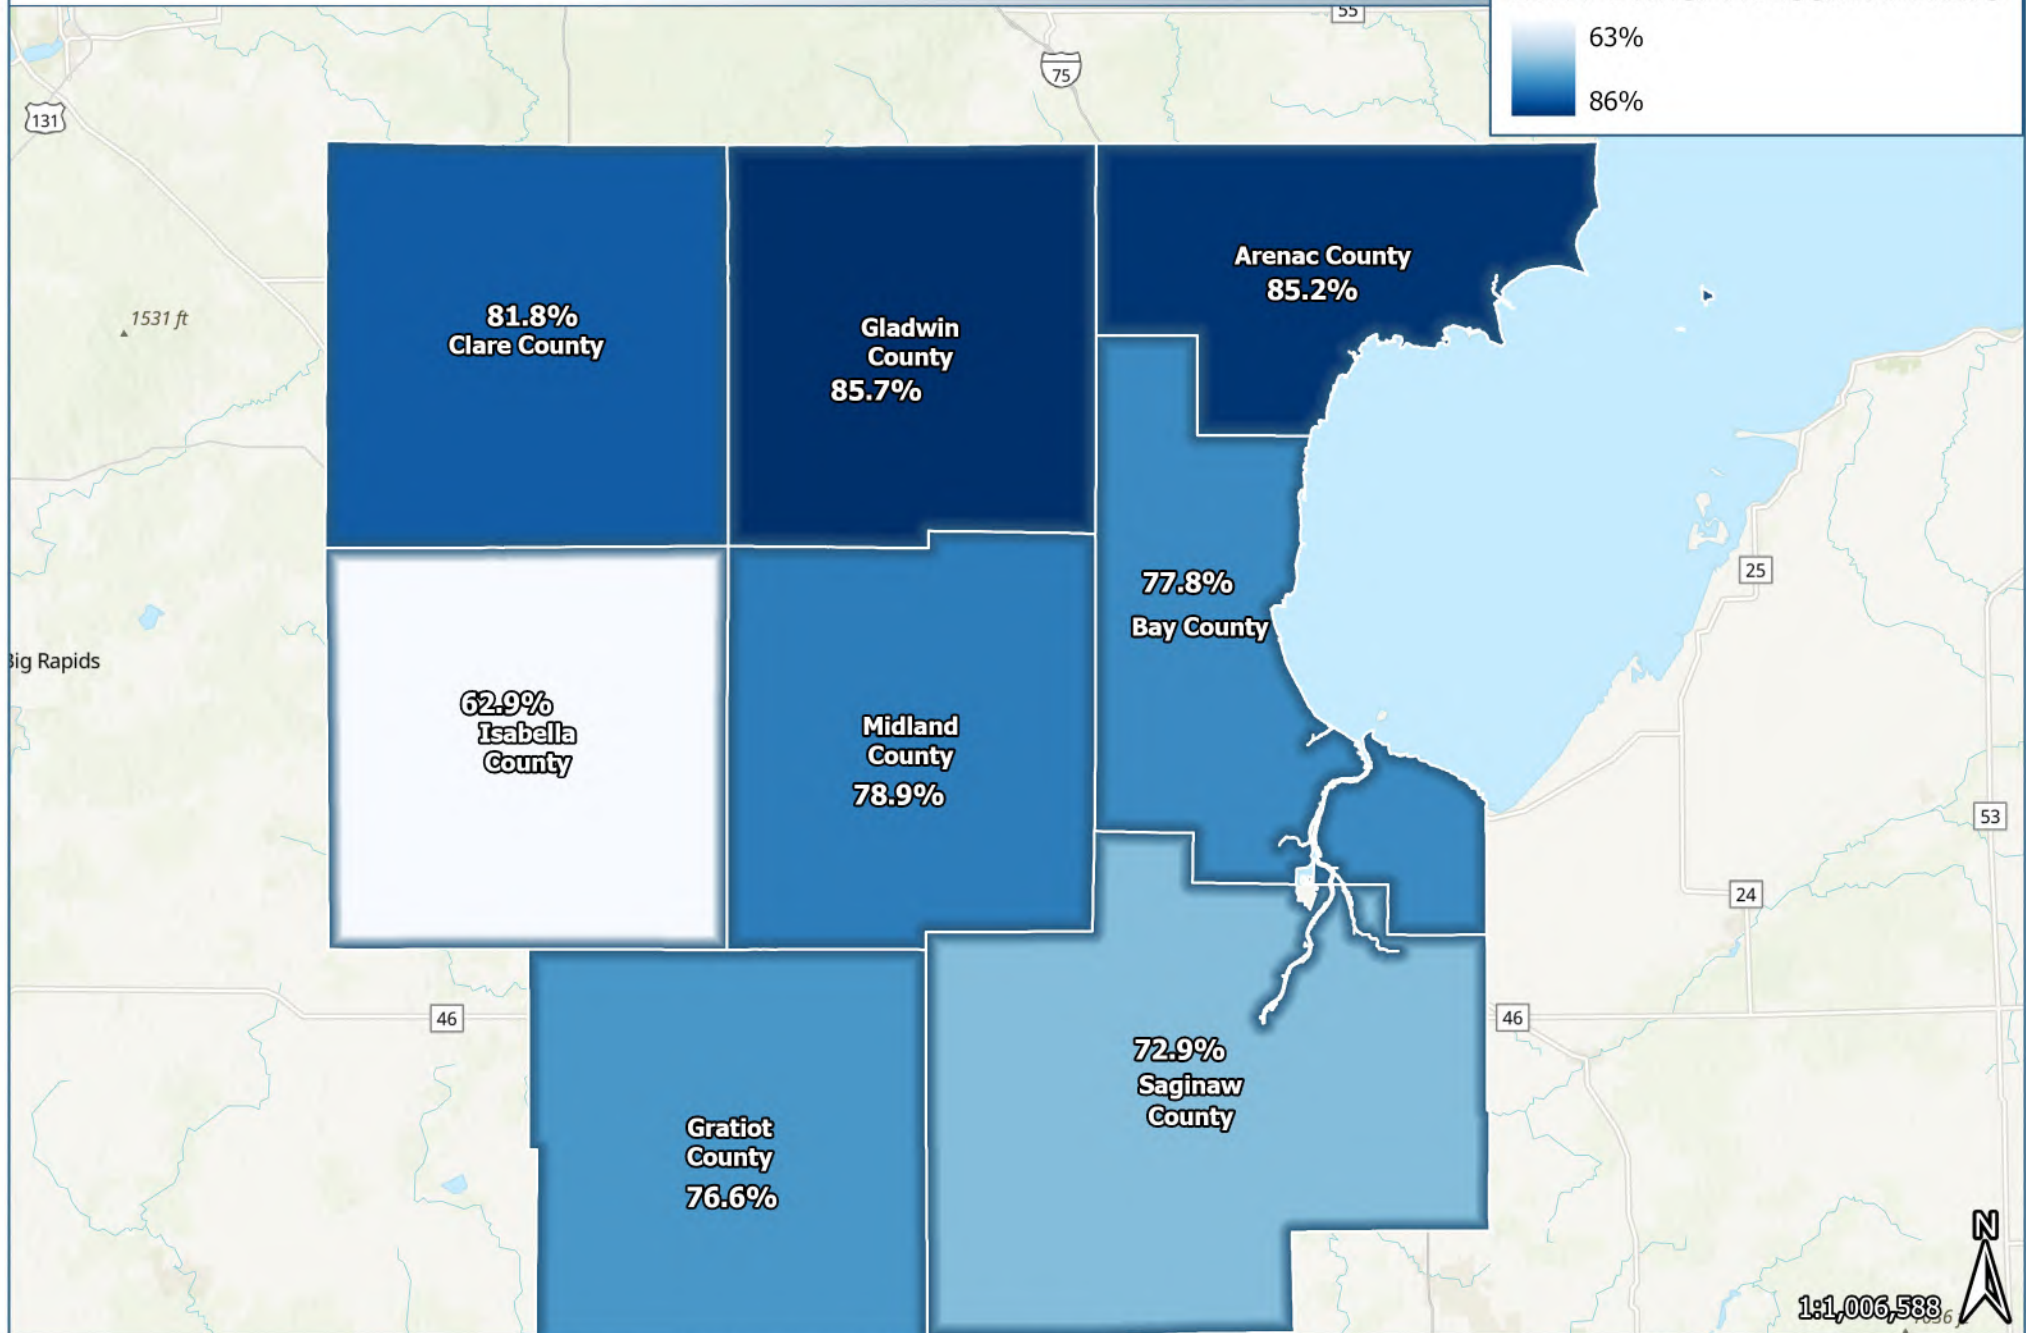 55
63%
86%
75
131
Arenac County
85.2%
1531 ft
81.8%
Clare County
Gladwin
County
85.7%
77.8%
Bay County
25
Big Rapids
62.9%
Isabella
County
Midland
County
78.9%
53
24
46
46
72.9%
Saginaw
County
Gratiot
County
76.6%
N
1:1,006,588